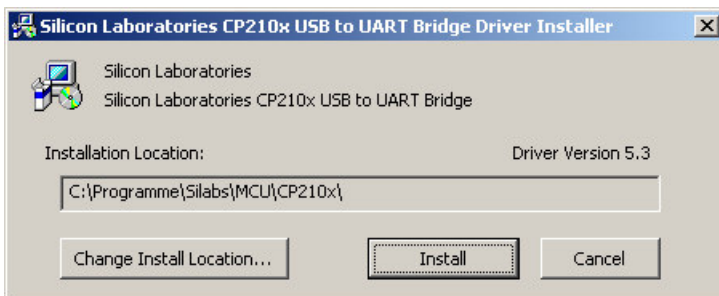 Silicon Laboratories CP210x USB to UART Bridge Driver Installer
Silicon Laboratories
Silicon Laboratories CP210x USB to UART Bridge
Installation Location:
Driver Version 5.3
C:\Programme\Silabs\MCU\CP210x\
Change Install Location...
Install
Cancel